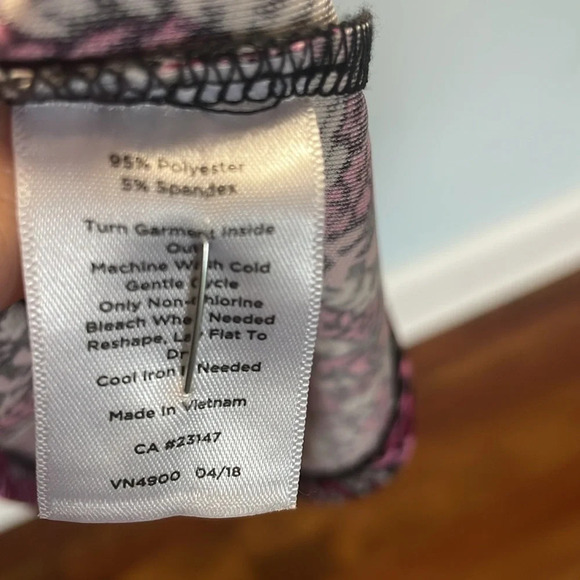 95% Polyester
5% Spandex
Turn Garment Inside
Out
Machine Wash Cold
Gentle Cycle
Only Non-Chlorine
Bleach When Needed
Reshape, Lay Flat To
Dry
Cool Iron If Needed
Made In Vietnam
CA #23147
VN4900 04/18